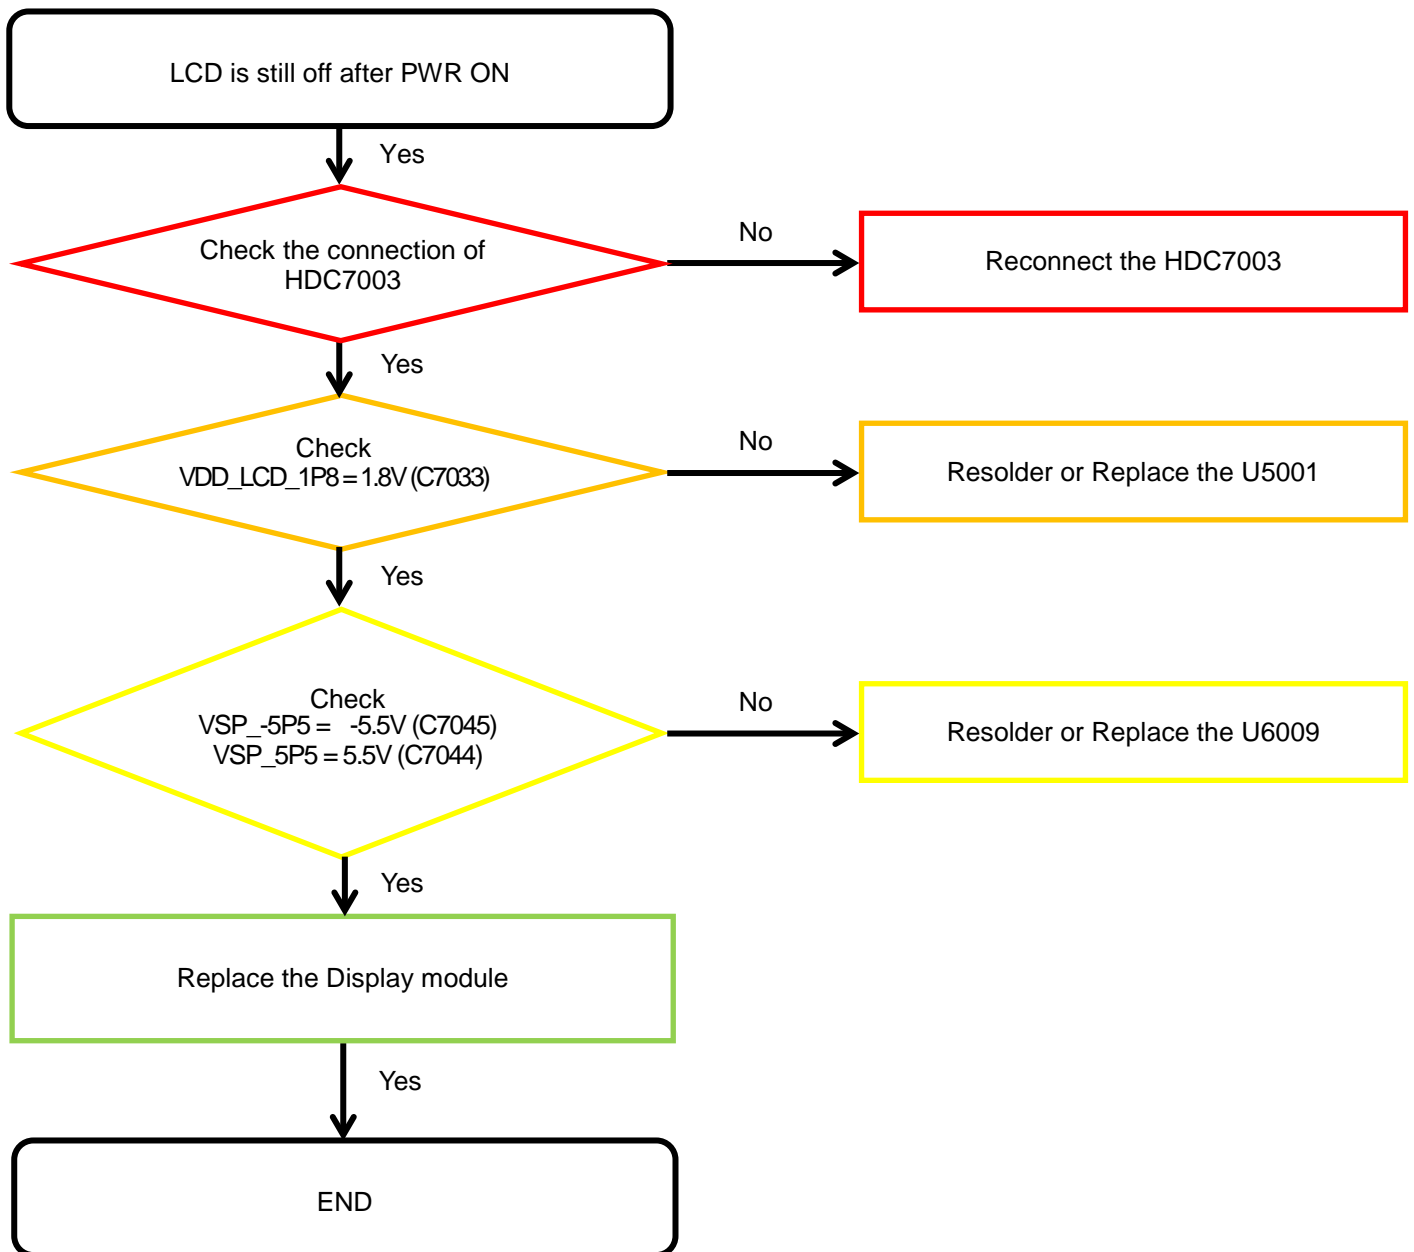 LCD is still off after PWR ON
Yes
Check the connection of
HDC7003
No
Reconnect the HDC7003
Yes
Check
VDD_LCD_1P8 = 1.8V (C7033)
No
Resolder or Replace the U5001
Yes
Check
VSP_-5P5 = -5.5V (C7045)
VSP_5P5 = 5.5V (C7044)
No
Resolder or Replace the U6009
Yes
Replace the Display module
Yes
END